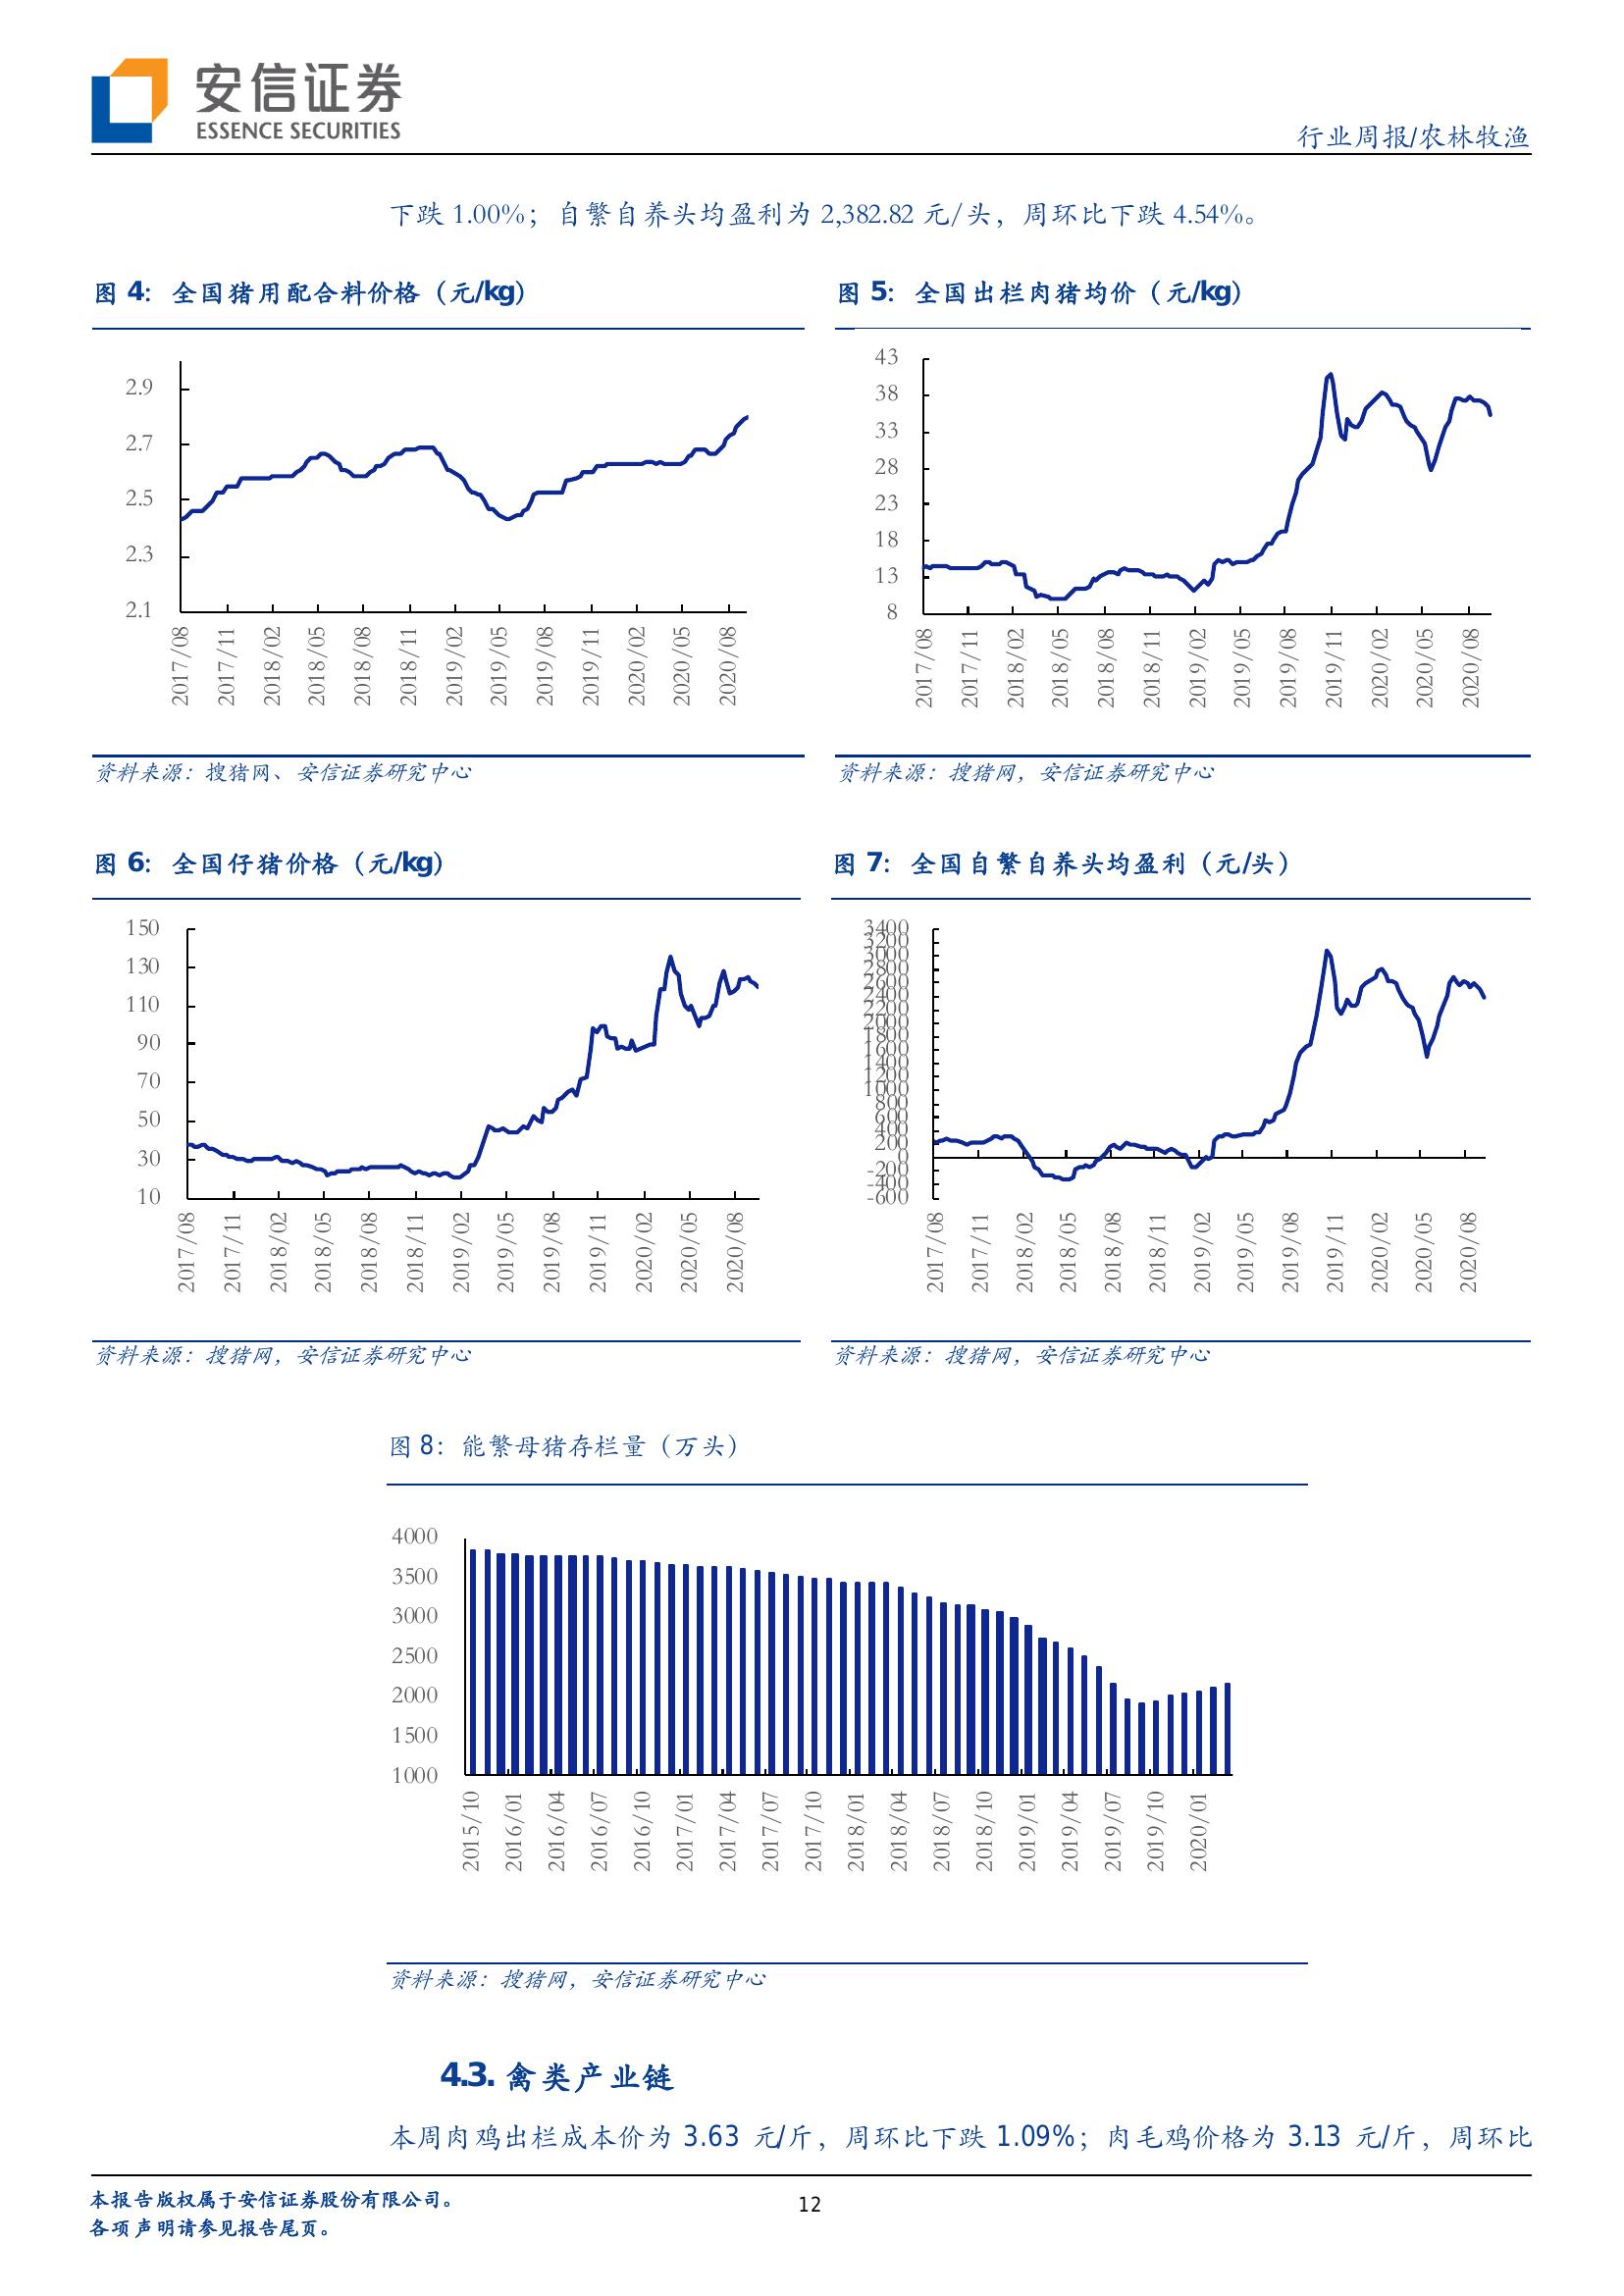 安信证券
ESSENCE SECURITIES
行业周报/农林牧渔
下跌 1.00%；自繁自养头均盈利为 2,382.82 元/头，周环比下跌 4.54%。
图 4：全国猪用配合料价格（元/kg）
图 5：全国出栏肉猪均价（元/kg）
2.9
2.7
2.5
2.3
2.1
2017/08 2017/11 2018/02 2018/05 2018/08 2018/11 2019/02 2019/05 2019/08 2019/11 2020/02 2020/05 2020/08
43
38
33
28
23
18
13
8
2017/08 2017/11 2018/02 2018/05 2018/08 2018/11 2019/02 2019/05 2019/08 2019/11 2020/02 2020/05 2020/08
资料来源：搜猪网、安信证券研究中心
资料来源：搜猪网，安信证券研究中心
图 6：全国仔猪价格（元/kg）
图 7：全国自繁自养头均盈利（元/头）
150
130
110
90
70
50
30
10
2017/08 2017/11 2018/02 2018/05 2018/08 2018/11 2019/02 2019/05 2019/08 2019/11 2020/02 2020/05 2020/08
3400
3200
3000
2800
2600
2400
2200
2000
1800
1600
1400
1200
1000
800
600
400
200
0
-200
-400
-600
2017/08 2017/11 2018/02 2018/05 2018/08 2018/11 2019/02 2019/05 2019/08 2019/11 2020/02 2020/05 2020/08
资料来源：搜猪网，安信证券研究中心
资料来源：搜猪网，安信证券研究中心
图 8：能繁母猪存栏量（万头）
4000
3500
3000
2500
2000
1500
1000
2015/10 2016/01 2016/04 2016/07 2016/10 2017/01 2017/04 2017/07 2017/10 2018/01 2018/04 2018/07 2018/10 2019/01 2019/04 2019/07 2019/10 2020/01
资料来源：搜猪网，安信证券研究中心
4.3. 禽类产业链
本周肉鸡出栏成本价为 3.63 元/斤，周环比下跌 1.09%；肉毛鸡价格为 3.13 元/斤，周环比
本报告版权属于安信证券股份有限公司。
各项声明请参见报告尾页。
12